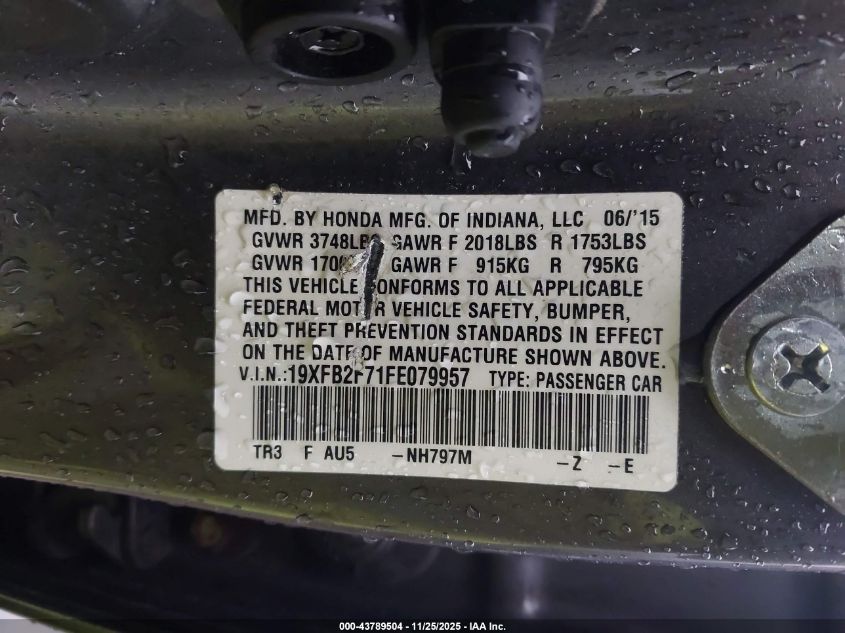 MFD. BY HONDA MFG. OF INDIANA, LLC 06/'15
GVWR 3748LBS GAWR F 2018LBS R 1753LBS
GVWR GAWR F 915KG R 795KG
THIS VEHICLE CONFORMS TO ALL APPLICABLE
FEDERAL MOTOR VEHICLE SAFETY, BUMPER,
AND THEFT PREVENTION STANDARDS IN EFFECT
ON THE DATE OF MANUFACTURE SHOWN ABOVE.
V.I.N.:19XFB2F71FE079957 TYPE: PASSENGER CAR
TR3 F AU5 -NH797M -Z -E
000-43789504 - 11/25/2025 - IAA Inc.